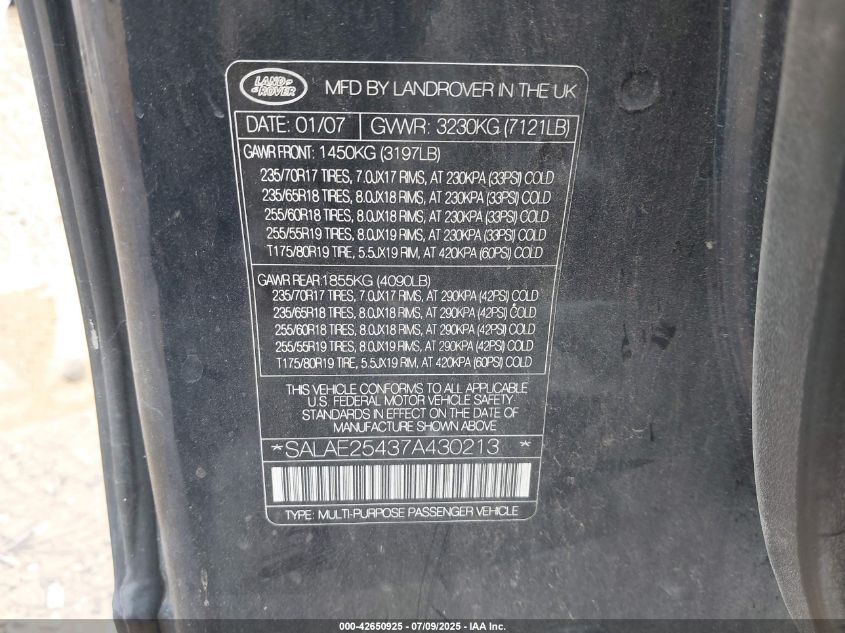 LAND ROVER
MFD BY LANDROVER IN THE UK
DATE: 01/07 GVWR: 3230KG (7121LB)
GAWR FRONT: 1450KG (3197LB)
235/70R17 TIRES, 7.0JX17 RIMS, AT 230KPA (33PSI) COLD
235/65R18 TIRES, 8.0JX18 RIMS, AT 230KPA (33PSI) COLD
255/60R18 TIRES, 8.0JX18 RIMS, AT 230KPA (33PSI) COLD
255/55R19 TIRES, 8.0JX19 RIMS, AT 230KPA (33PSI) COLD
T175/80R19 TIRE, 5.5JX19 RIM, AT 420KPA (60PSI) COLD
GAWR REAR: 1855KG (4090LB)
235/70R17 TIRES, 7.0JX17 RIMS, AT 290KPA (42PSI) COLD
235/65R18 TIRES, 8.0JX18 RIMS, AT 290KPA (42PSI) COLD
255/60R18 TIRES, 8.0JX18 RIMS, AT 290KPA (42PSI) COLD
255/55R19 TIRES, 8.0JX19 RIMS, AT 290KPA (42PSI) COLD
T175/80R19 TIRE, 5.5JX19 RIM, AT 420KPA (60PSI) COLD
THIS VEHICLE CONFORMS TO ALL APPLICABLE
U.S. FEDERAL MOTOR VEHICLE SAFETY
STANDARDS IN EFFECT ON THE DATE OF
MANUFACTURE SHOWN ABOVE
*SALAE25437A430213 *
TYPE: MULTI-PURPOSE PASSENGER VEHICLE
000-42650925 - 07/09/2025 - IAA Inc.